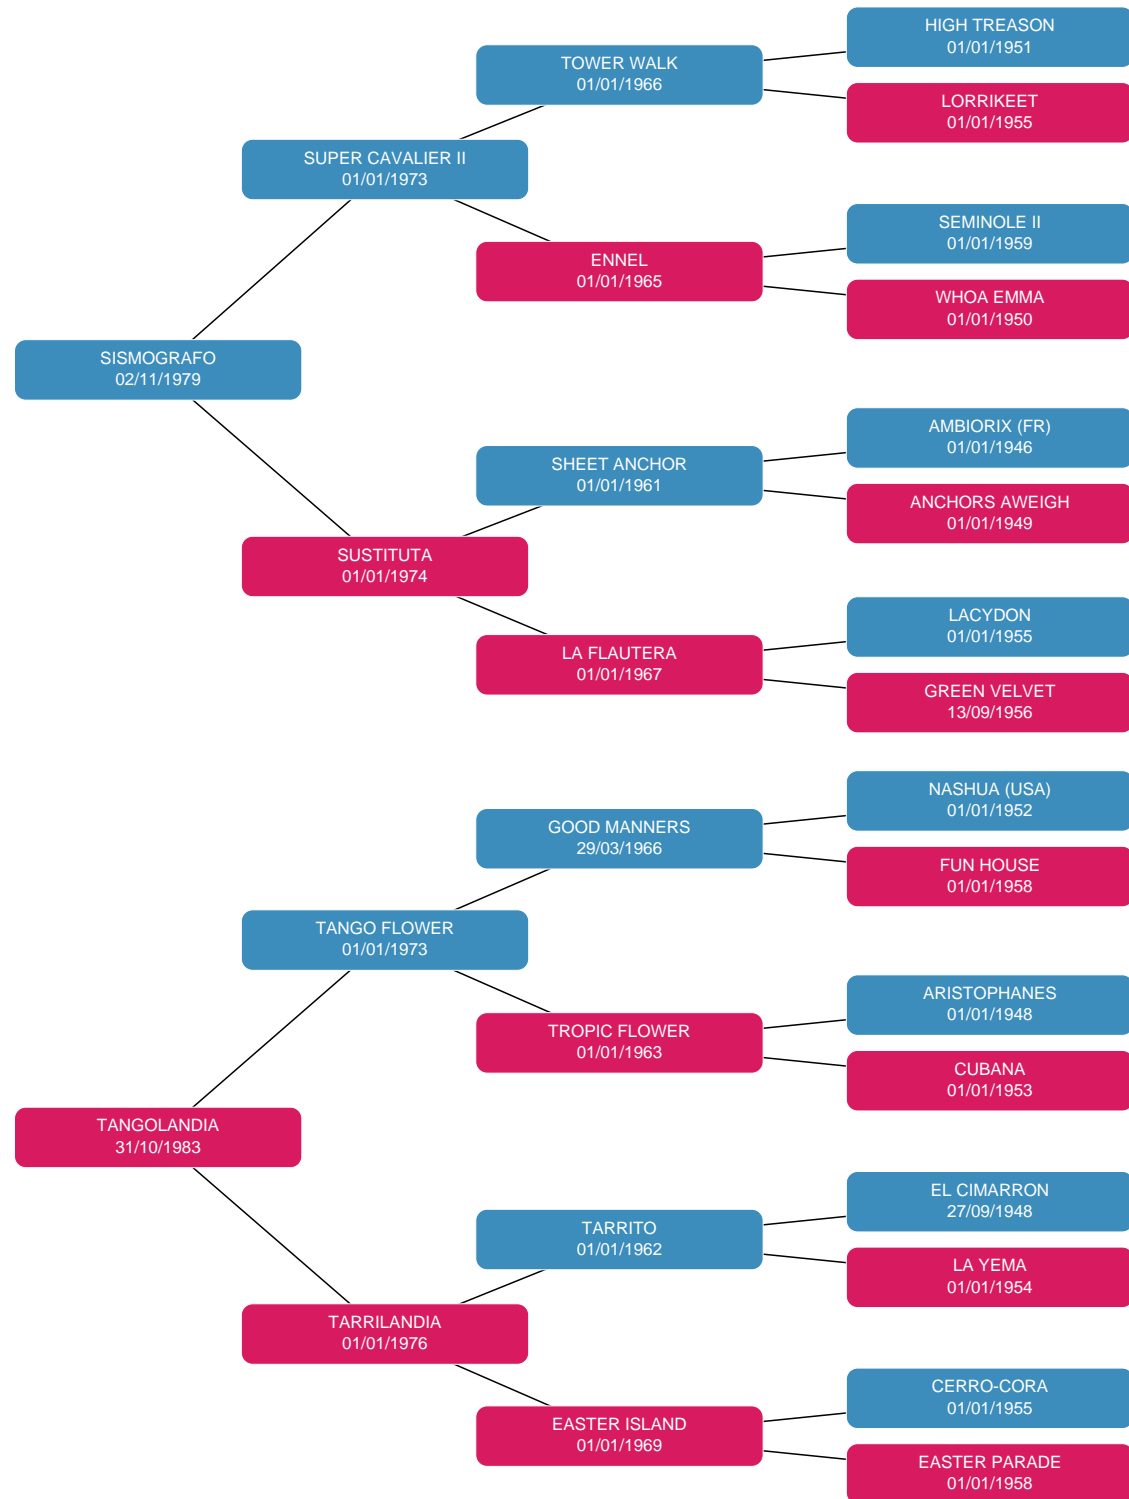 HIGH TREASON
01/01/1951
TOWER WALK
01/01/1966
LORRIKEET
01/01/1955
SUPER CAVALIER II
01/01/1973
SEMINOLE II
01/01/1959
ENNEL
01/01/1965
WHOA EMMA
01/01/1950
SISMOGRAFO
02/11/1979
AMBIORIX (FR)
01/01/1946
SHEET ANCHOR
01/01/1961
ANCHORS AWEIGH
01/01/1949
SUSTITUTA
01/01/1974
LACYDON
01/01/1955
LA FLAUTERA
01/01/1967
GREEN VELVET
13/09/1956
NASHUA (USA)
01/01/1952
GOOD MANNERS
29/03/1966
FUN HOUSE
01/01/1958
TANGO FLOWER
01/01/1973
ARISTOPHANES
01/01/1948
TROPIC FLOWER
01/01/1963
CUBANA
01/01/1953
TANGOLANDIA
31/10/1983
EL CIMARRON
27/09/1948
TARRITO
01/01/1962
LA YEMA
01/01/1954
TARRILANDIA
01/01/1976
CERRO-CORA
01/01/1955
EASTER ISLAND
01/01/1969
EASTER PARADE
01/01/1958